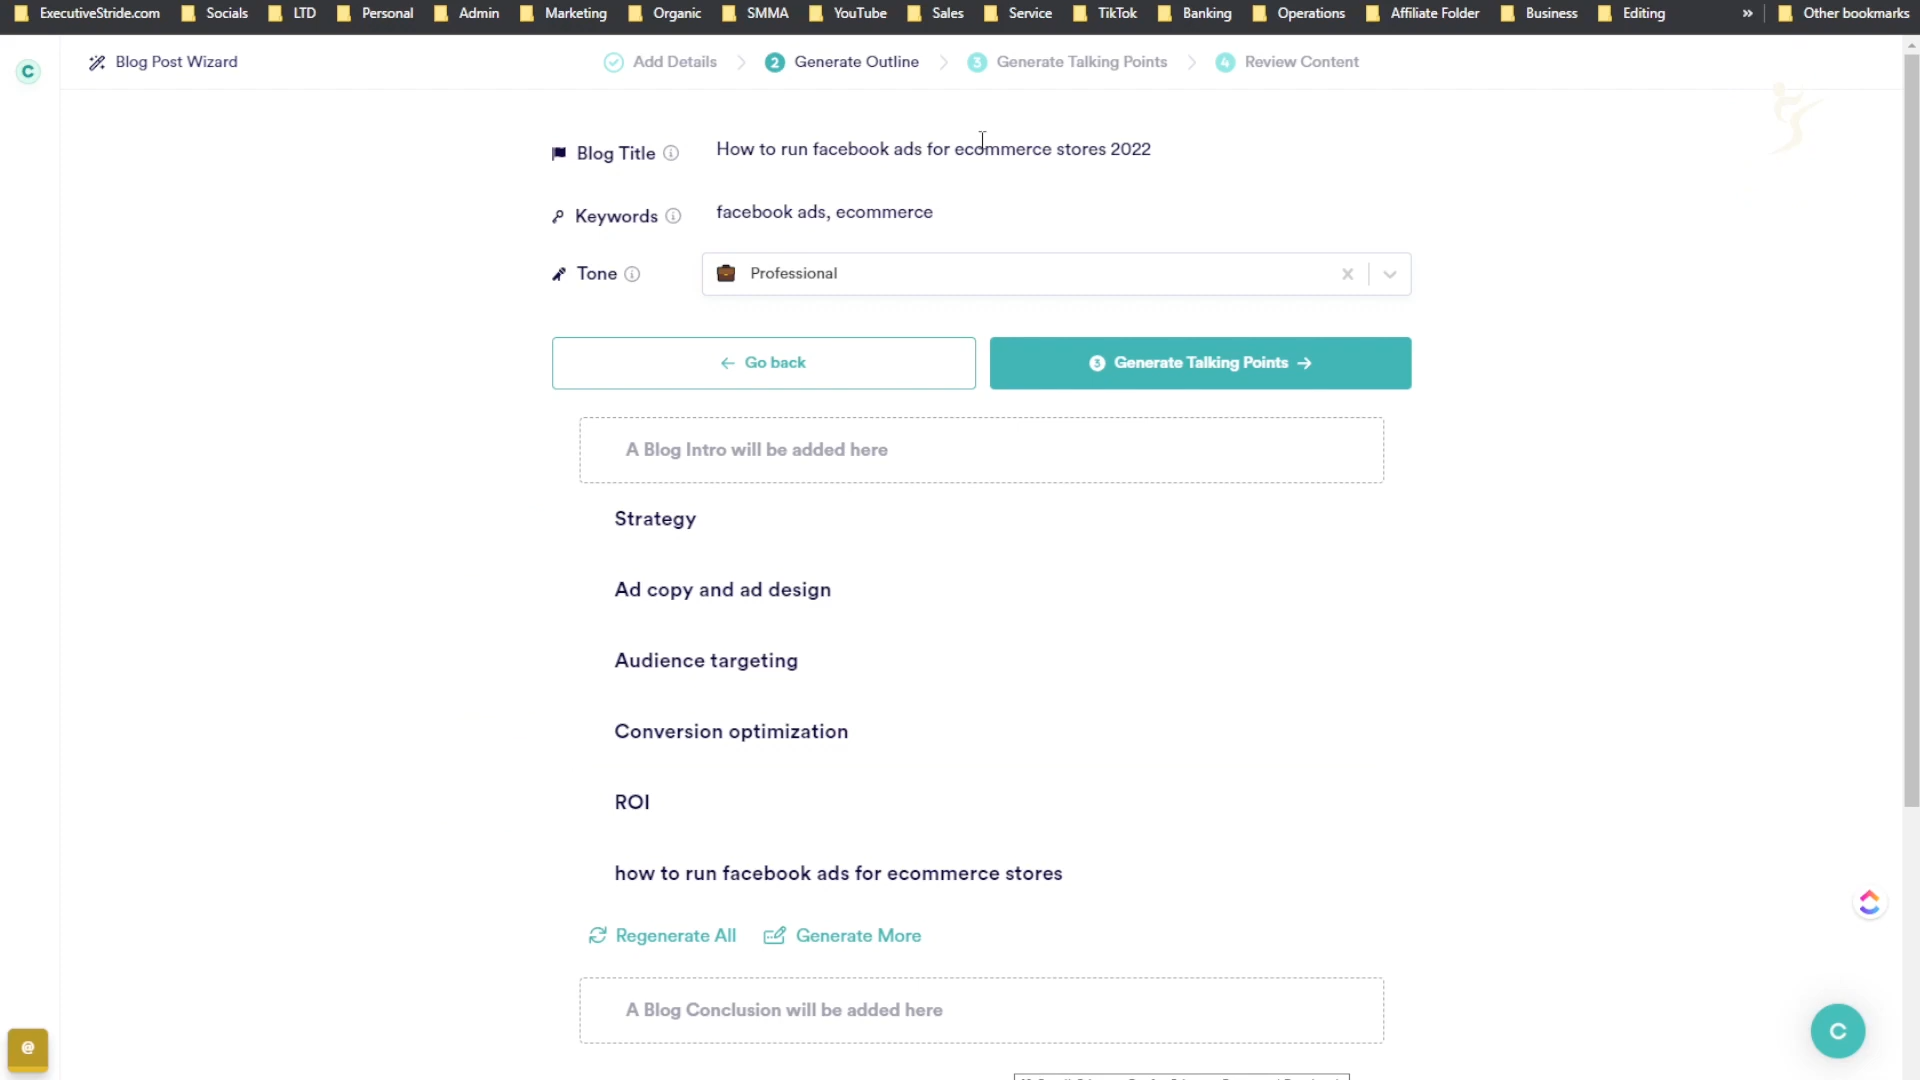 ExecutiveStride.com Socials LTD Personal Admin Marketing Organic SMMA YouTube Sales Service TikTok Banking Operations Affiliate Folder Business Editing » Other bookmarks
C Blog Post Wizard Add Details 2 Generate Outline 3 Generate Talking Points 4 Review Content
Blog Title How to run facebook ads for ecommerce stores 2022
Keywords facebook ads, ecommerce
Tone Professional
← Go back 3 Generate Talking Points →
A Blog Intro will be added here
Strategy
Ad copy and ad design
Audience targeting
Conversion optimization
ROI
how to run facebook ads for ecommerce stores
Regenerate All Generate More
A Blog Conclusion will be added here
C
@